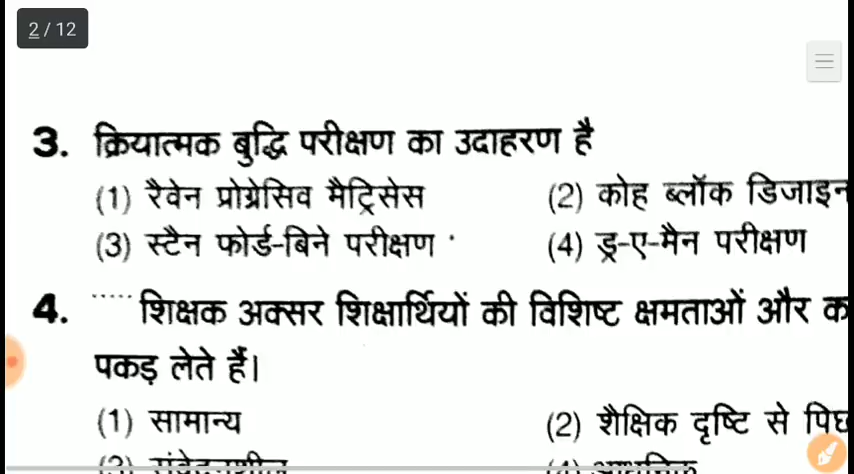 2 / 12
3. क्रियात्मक बुद्धि परीक्षण का उदाहरण है
(1) रैवेन प्रोग्रेसिव मैट्रिसेस (2) कोह ब्लॉक डिजाइन
(3) स्टैन फोर्ड-बिने परीक्षण (4) ड्र-ए-मैन परीक्षण
4. ..... शिक्षक अक्सर शिक्षार्थियों की विशिष्ट क्षमताओं और
पकड़ लेते हैं।
(1) सामान्य (2) शैक्षिक दृष्टि से